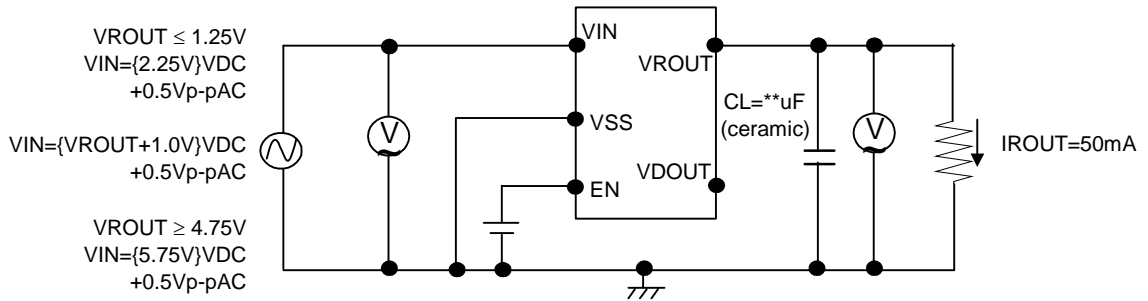 VROUT ≤ 1.25V
VIN={2.25V}VDC
+0.5Vp-pAC
VIN={VROUT+1.0V}VDC
+0.5Vp-pAC
VROUT ≥ 4.75V
VIN={5.75V}VDC
+0.5Vp-pAC
V
VIN
VSS
EN
VROUT
VDOUT
CL=**uF
(ceramic)
V
IROUT=50mA